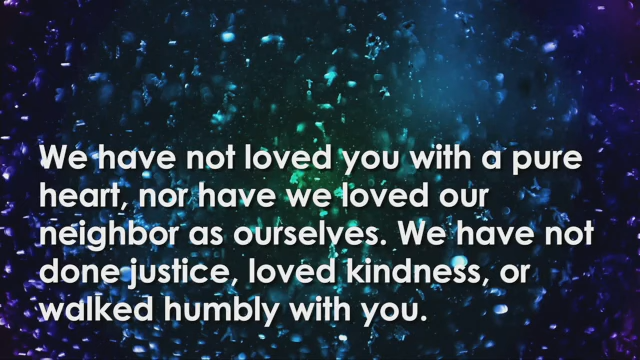 We have not loved you with a pure
heart, nor have we loved our
neighbor as ourselves. We have not
done justice, loved kindness, or
walked humbly with you.